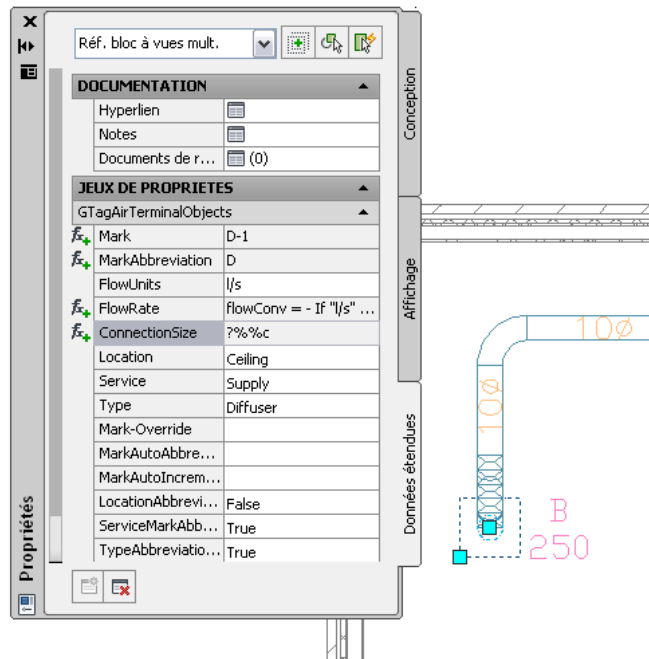 Réf. bloc à vues mult.
DOCUMENTATION
Hyperlien
Notes
Documents de r... (0)
JEUX DE PROPRIETES
GTagAirTerminalObjects
Mark D-1
MarkAbbreviation D
FlowUnits l/s
FlowRate flowConv = - If "l/s" ...
ConnectionSize ?%%c
Location Ceiling
Service Supply
Type Diffuser
Mark-Override
MarkAutoAbbre...
MarkAutoIncrem...
LocationAbbrevi... False
ServiceMarkAbb... True
TypeAbbreviatio... True
Propriétés
Conception
Affichage
Données étendues
10ø
10ø
B
250